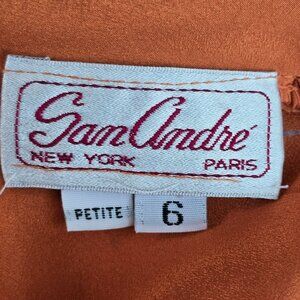 San André
NEW YORK PARIS
PETITE 6